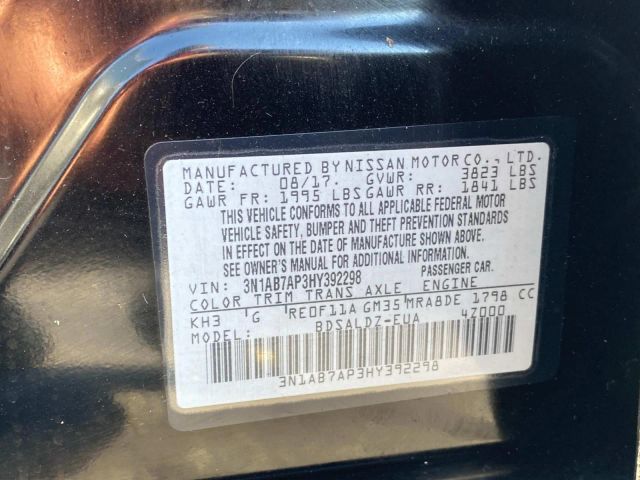 MANUFACTURED BY NISSAN MOTOR CO., LTD.
DATE: 08/17. GVWR: 3823 LBS
GAWR FR: 1995 LBS GAWR RR: 1841 LBS
THIS VEHICLE CONFORMS TO ALL APPLICABLE FEDERAL MOTOR
VEHICLE SAFETY, BUMPER AND THEFT PREVENTION STANDARDS
IN EFFECT ON THE DATE OF MANUFACTURE SHOWN ABOVE.
SEE OWNER'S MANUAL FOR ADDITIONAL INFORMATION.
VIN: 3N1AB7AP3HY392298 PASSENGER CAR.
COLOR TRIM TRANS AXLE ENGINE
KH3 G RE0F11A GM35 MRA8DE 1798 CC
MODEL: BDSALDZ-EUA 4Z000
3N1AB7AP3HY392298